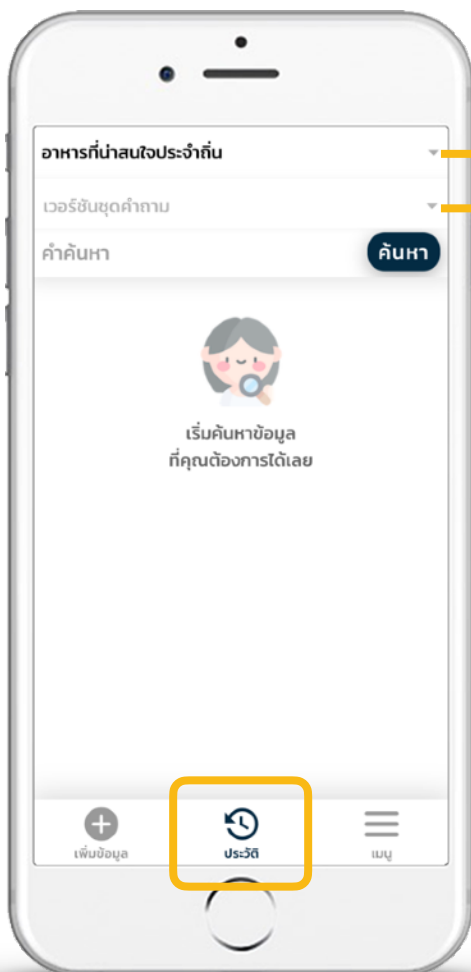 อาหารที่น่าสนใจประจำถิ่น
เวอร์ชันชุดคำถาม
คำค้นหา
ค้นหา
เริ่มค้นหาข้อมูล
ที่คุณต้องการได้เลย
เพิ่มข้อมูล
ประวัติ
เมนู